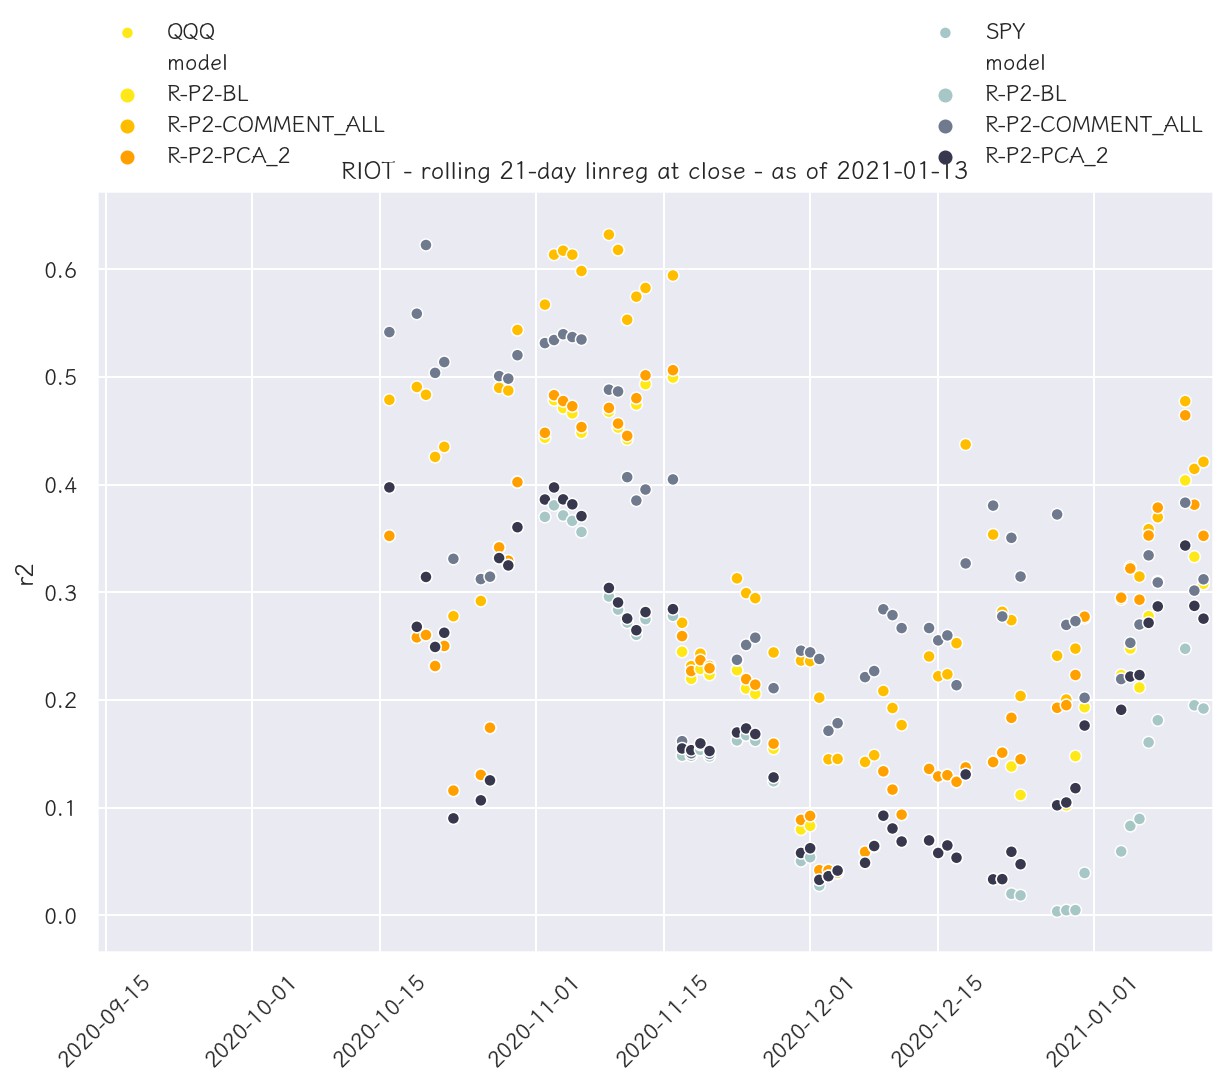 QQQ
model
R-P2-BL
R-P2-COMMENT_ALL
R-P2-PCA_2
SPY
model
R-P2-BL
R-P2-COMMENT_ALL
R-P2-PCA_2
RIOT - rolling 21-day linreg at close - as of 2021-01-13
r2
0.6
0.5
0.4
0.3
0.2
0.1
0.0
2020-09-15
2020-10-01
2020-10-15
2020-11-01
2020-11-15
2020-12-01
2020-12-15
2021-01-01